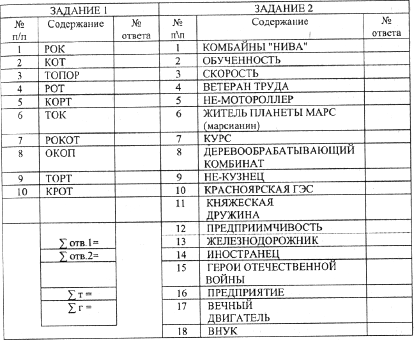 ЗАДАНИЕ 1 ЗАДАНИЕ 2
№ п/п Содержание № ответа № п\п Содержание № ответа
1 РОК 1 КОМБАЙНЫ "НИВА"
2 КОТ 2 ОБУЧЕННОСТЬ
3 ТОПОР 3 СКОРОСТЬ
4 РОТ 4 ВЕТЕРАН ТРУДА
5 КОРТ 5 НЕ-МОТОРОЛЛЕР
6 ТОК 6 ЖИТЕЛЬ ПЛАНЕТЫ МАРС
(марсианин)
7 РОКОТ 7 КУРС
8 ОКОП 8 ДЕРЕВООБРАБАТЫВАЮЩИЙ
КОМБИНАТ
9 ТОРТ 9 НЕ-КУЗНЕЦ
10 КРОТ 10 КРАСНОЯРСКАЯ ГЭС
11 КНЯЖЕСКАЯ
ДРУЖИНА
12 ПРЕДПРИИМЧИВОСТЬ
∑ отв.1= 13 ЖЕЛЕЗНОДОРОЖНИК
∑ отв.2= 14 ИНОСТРАНЕЦ
15 ГЕРОИ ОТЕЧЕСТВЕННОЙ
ВОЙНЫ
∑ т = 16 ПРЕДПРИЯТИЕ
∑ г = 17 ВЕЧНЫЙ
ДВИГАТЕЛЬ
18 ВНУК